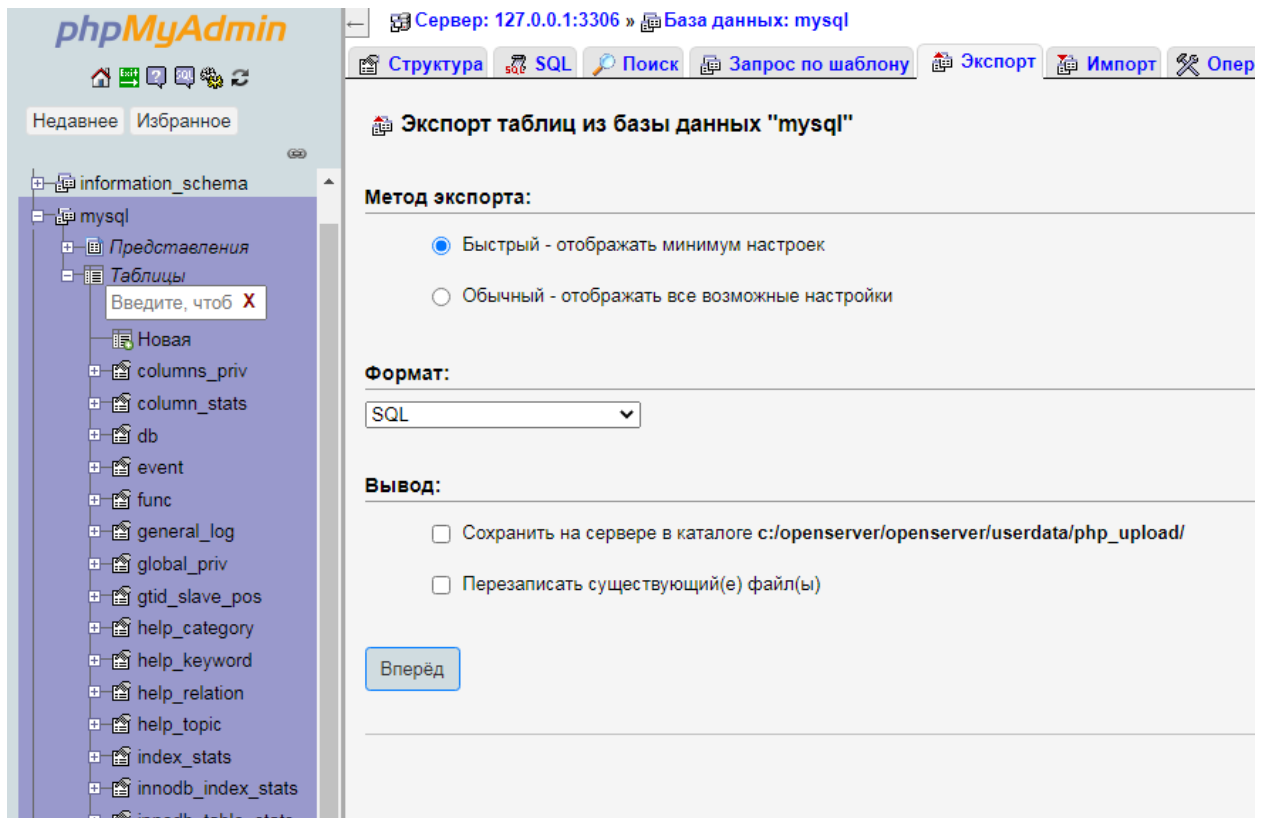 phpMyAdmin
Недавнее Избранное
information_schema
mysql
Представления
Таблицы
Введите, чтоб X
Новая
columns_priv
column_stats
db
event
func
general_log
global_priv
gtid_slave_pos
help_category
help_keyword
help_relation
help_topic
index_stats
innodb_index_stats
innodb_table_stats
← Сервер: 127.0.0.1:3306 » База данных: mysql
Структура SQL Поиск Запрос по шаблону Экспорт Импорт Опер
Экспорт таблиц из базы данных "mysql"
Метод экспорта:
Быстрый - отображать минимум настроек
Обычный - отображать все возможные настройки
Формат:
SQL
Вывод:
Сохранить на сервере в каталоге c:/openserver/openserver/userdata/php_upload/
Перезаписать существующий(е) файл(ы)
Вперёд